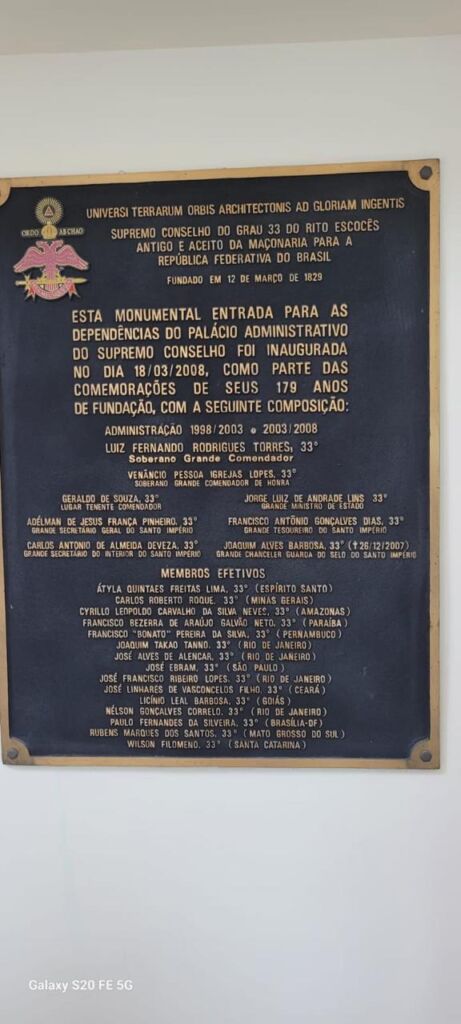 UNIVERSI TERRARUM ORBIS ARCHITECTONIS AD GLORIAM INGENTIS
ORDO AB CHAO
SUPREMO CONSELHO DO GRAU 33 DO RITO ESCOCÊS
ANTIGO E ACEITO DA MAÇONARIA PARA A
REPÚBLICA FEDERATIVA DO BRASIL
FUNDADO EM 12 DE MARÇO DE 1829
ESTA MONUMENTAL ENTRADA PARA AS
DEPENDÊNCIAS DO PALÁCIO ADMINISTRATIVO
DO SUPREMO CONSELHO FOI INAUGURADA
NO DIA 18/03/2008, COMO PARTE DAS
COMEMORAÇÕES DE SEUS 179 ANOS
DE FUNDAÇÃO, COM A SEGUINTE COMPOSIÇÃO:
ADMINISTRAÇÃO 1998/2003 e 2003/2008
LUIZ FERNANDO RODRIGUES TORRES, 33°
Soberano Grande Comendador
VENÂNCIO PESSOA IGREJAS LOPES, 33°
SOBERANO GRANDE COMENDADOR DE HONRA
GERALDO DE SOUZA, 33° JORGE LUIZ DE ANDRADE LINS 33°
LUGAR TENENTE COMENDADOR GRANDE MINISTRO DE ESTADO
ADÉLMAN DE JESUS FRANÇA PINHEIRO, 33° FRANCISCO ANTÔNIO GONÇALVES DIAS, 33°
GRANDE SECRETÁRIO GERAL DO SANTO IMPÉRIO GRANDE TESOUREIRO DO SANTO IMPÉRIO
CARLOS ANTONIO DE ALMEIDA DEVEZA, 33° JOAQUIM ALVES BARBOSA, 33° (✝26/12/2007)
GRANDE SECRETÁRIO DO INTERIOR DO SANTO IMPÉRIO GRANDE CHANCELER GUARDA DO SELO DO SANTO IMPÉRIO
MEMBROS EFETIVOS
ÁTYLA QUINTAES FREITAS LIMA, 33° (ESPÍRITO SANTO)
CARLOS ROBERTO ROQUE, 33° (MINAS GERAIS)
CYRILLO LEOPOLDO CARVALHO DA SILVA NEVES, 33° (AMAZONAS)
FRANCISCO BEZERRA DE ARAÚJO GALVÃO NETO, 33° (PARAÍBA)
FRANCISCO "BONATO" PEREIRA DA SILVA, 33° (PERNAMBUCO)
JOAQUIM TAKAO TANNO, 33° (RIO DE JANEIRO)
JOSÉ ALVES DE ALENCAR, 33° (RIO DE JANEIRO)
JOSÉ EBRAM, 33° (SÃO PAULO)
JOSÉ FRANCISCO RIBEIRO LOPES, 33° (RIO DE JANEIRO)
JOSÉ LINHARES DE VASCONCELOS FILHO, 33° (CEARÁ)
LICÍNIO LEAL BARBOSA, 33° (GOIÁS)
NÉLSON GONÇALVES CORRELO, 33° (RIO DE JANEIRO)
PAULO FERNANDES DA SILVEIRA, 33° (BRASÍLIA-DF)
RUBENS MARQUES DOS SANTOS, 33° (MATO GROSSO DO SUL)
WILSON FILOMENO, 33° (SANTA CATARINA)
Galaxy S20 FE 5G